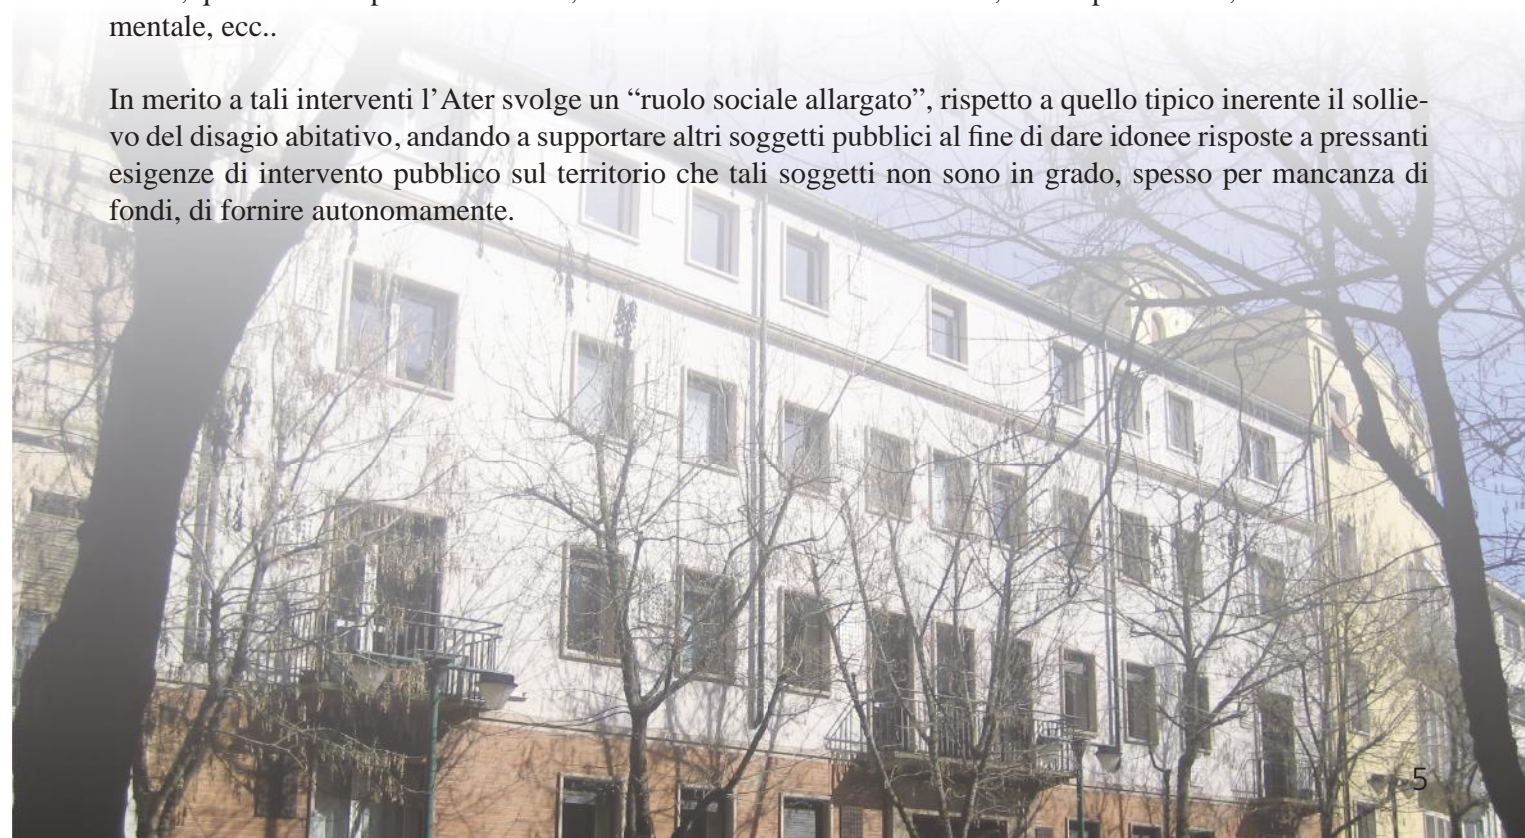 mentale, ecc..
In merito a tali interventi l’Ater svolge un “ruolo sociale allargato”, rispetto a quello tipico inerente il sollie-
vo del disagio abitativo, andando a supportare altri soggetti pubblici al fine di dare idonee risposte a pressanti
esigenze di intervento pubblico sul territorio che tali soggetti non sono in grado, spesso per mancanza di
fondi, di fornire autonomamente.
5